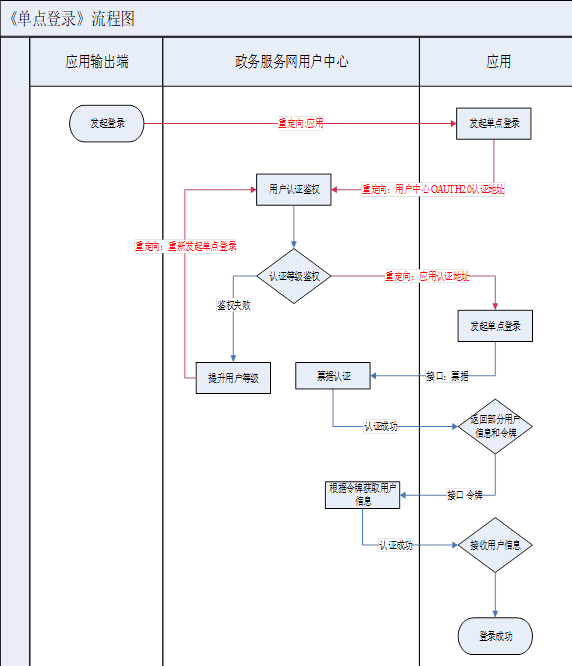 《单点登录》流程图
应用输出端
政务服务网用户中心
应用
发起登录
重定向:应用
发起单点登录
用户认证鉴权
重定向：用户中心OAUTH2.0认证地址
重定向：重新发起单点登录
认证等级鉴权
重定向：应用认证地址
鉴权失败
发起单点登录
提升用户等级
票据认证
接口：票据
认证成功
返回部分用户
信息和令牌
根据令牌获取用户
信息
接口 令牌
认证成功
接收用户信息
登录成功